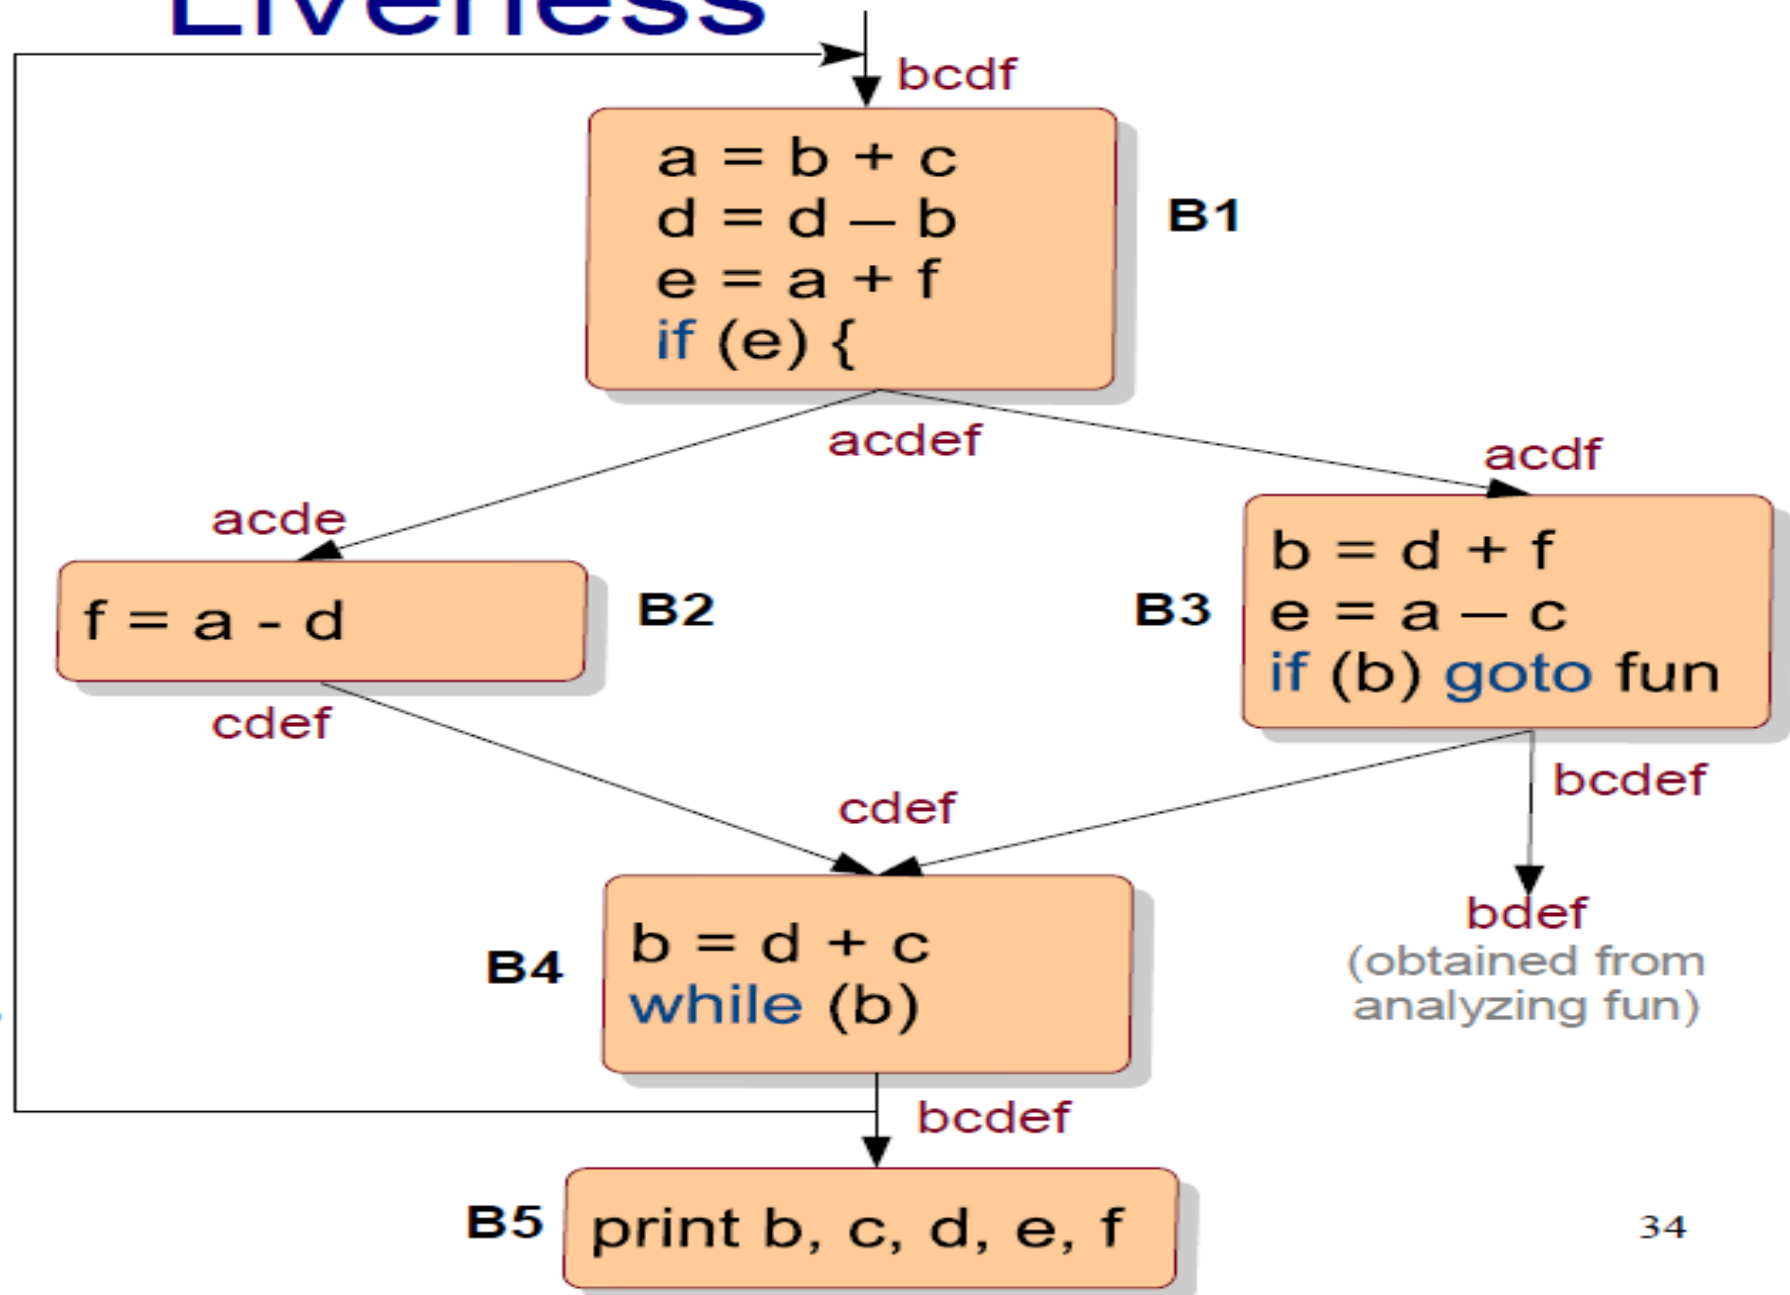 Liveness
bcdf
a = b + c
d = d – b
e = a + f
if (e) {
B1
acdef
acdf
acde
f = a - d
B2
B3
b = d + f
e = a – c
if (b) goto fun
cdef
cdef
bcdef
b = d + c
while (b)
B4
bdef
(obtained from
analyzing fun)
bcdef
B5
print b, c, d, e, f
34